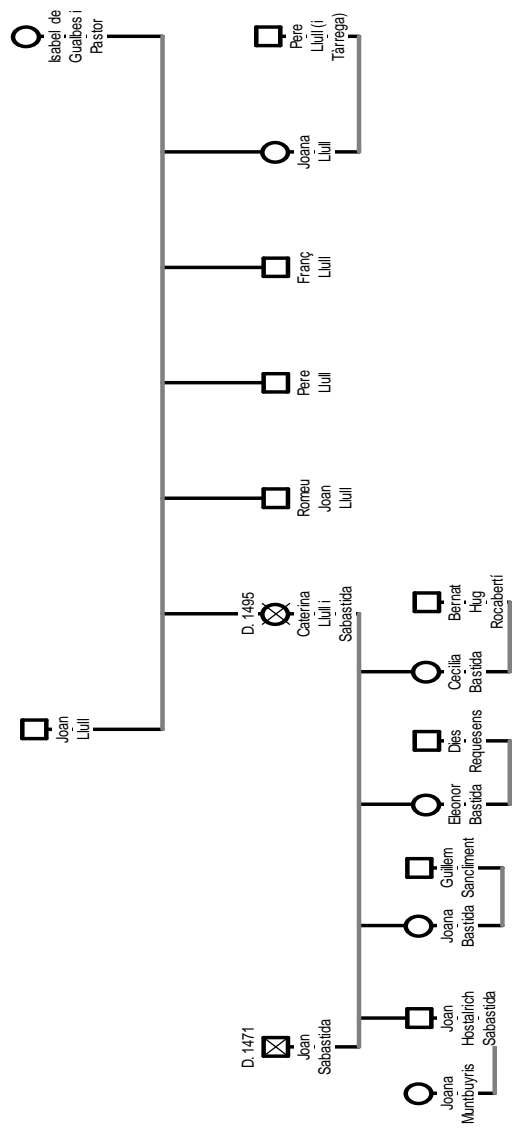 Joan
Llull
Isabel de
Gualbes i
Pastor
D. 1471
Joan
Sabastida
D. 1495
Caterina
Llull i
Sabastida
Romeu
Joan
Llull
Pere
Llull
Franç
Llull
Joana
Llull
Pere
Llull (i
Tàrrega)
Joana
Muntbuyris
Joan
Hostalrich
Sabastida
Joana
Bastida
Guillem
Sancliment
Eleonor
Bastida
Dies
Requesens
Cecilia
Bastida
Bernat
Hug
Rocabertí